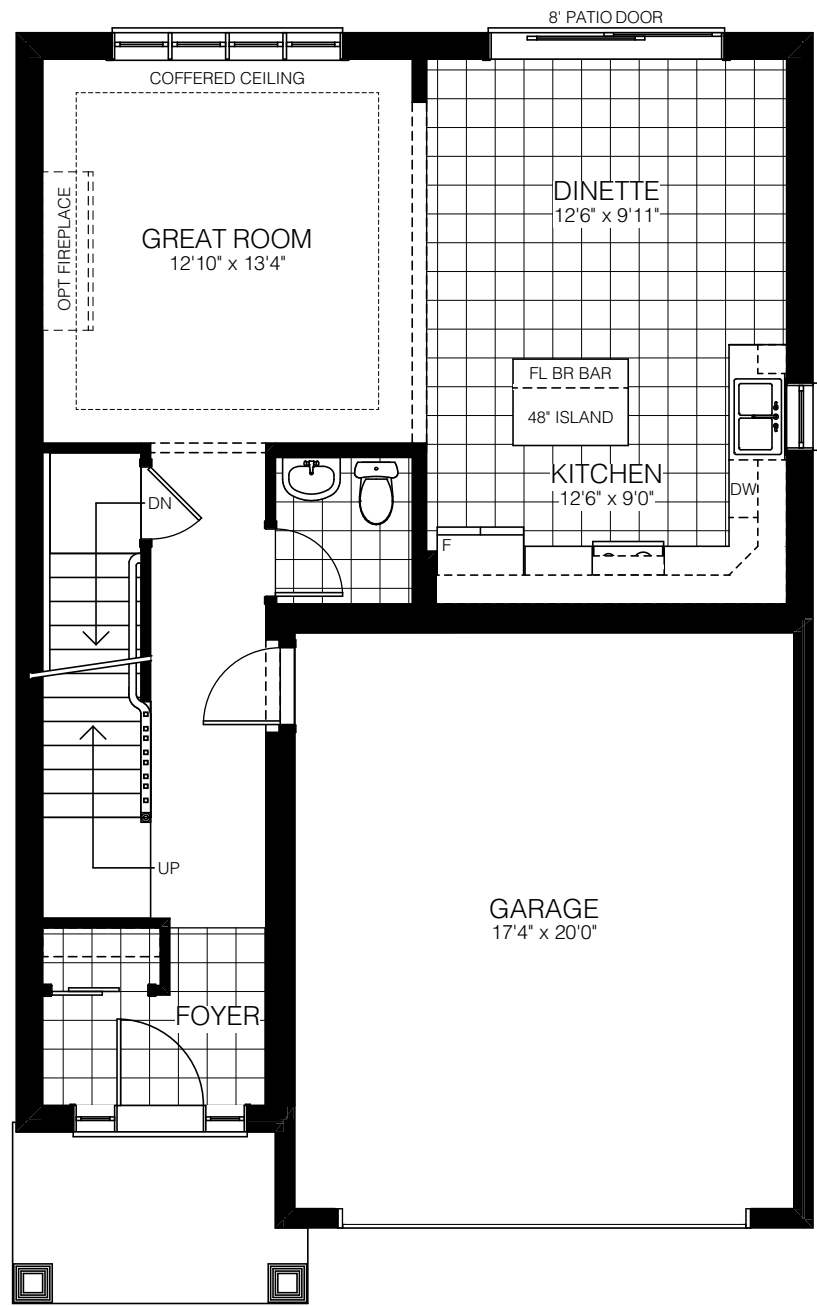 8' PATIO DOOR
COFFERED CEILING
OPT FIREPLACE
GREAT ROOM
12'10" x 13'4"
DINETTE
12'6" x 9'11"
FL BR BAR
48" ISLAND
KITCHEN
12'6" x 9'0"
DW
F
DN
UP
GARAGE
17'4" x 20'0"
FOYER